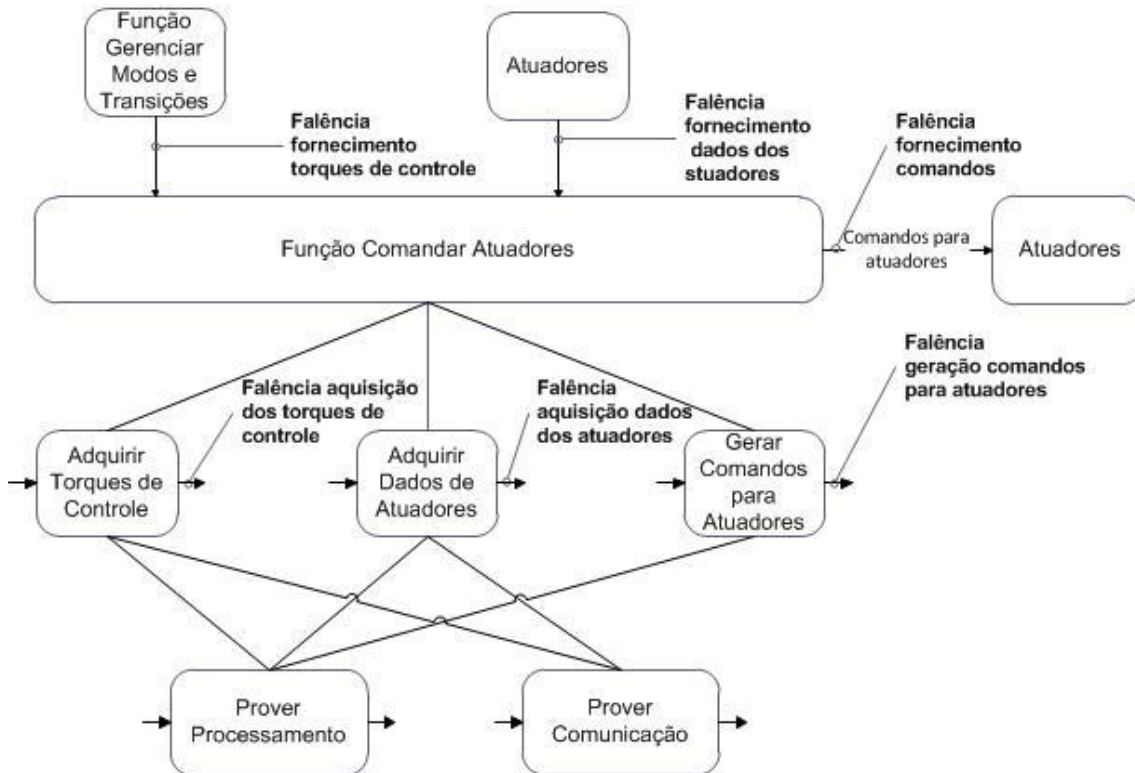 Função
Gerenciar
Modos e
Transições
Atuadores
Falência
fornecimento
torques de controle
Falência
fornecimento
dados dos
stuadores
Falência
fornecimento
comandos
Função Comandar Atuadores
Comandos para
atuadores
Atuadores
Falência aquisição
dos torques de
controle
Falência
aquisição dados
dos atuadores
Falência
geração comandos
para atuadores
Adquirir
Torques de
Controle
Adquirir
Dados de
Atuadores
Gerar
Comandos
para
Atuadores
Prover
Processamento
Prover
Comunicação